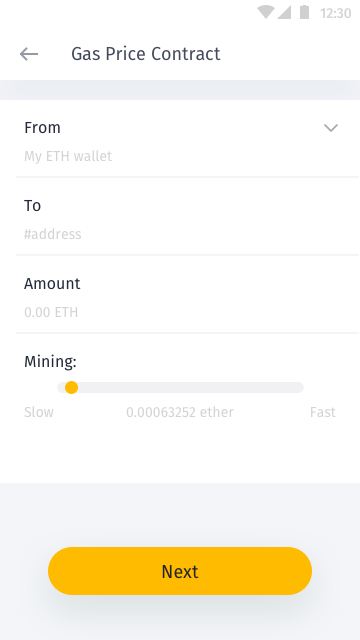 12:30
Gas Price Contract
From
My ETH wallet
To
#address
Amount
0.00 ETH
Mining:
Slow 0.00063252 ether Fast
Next